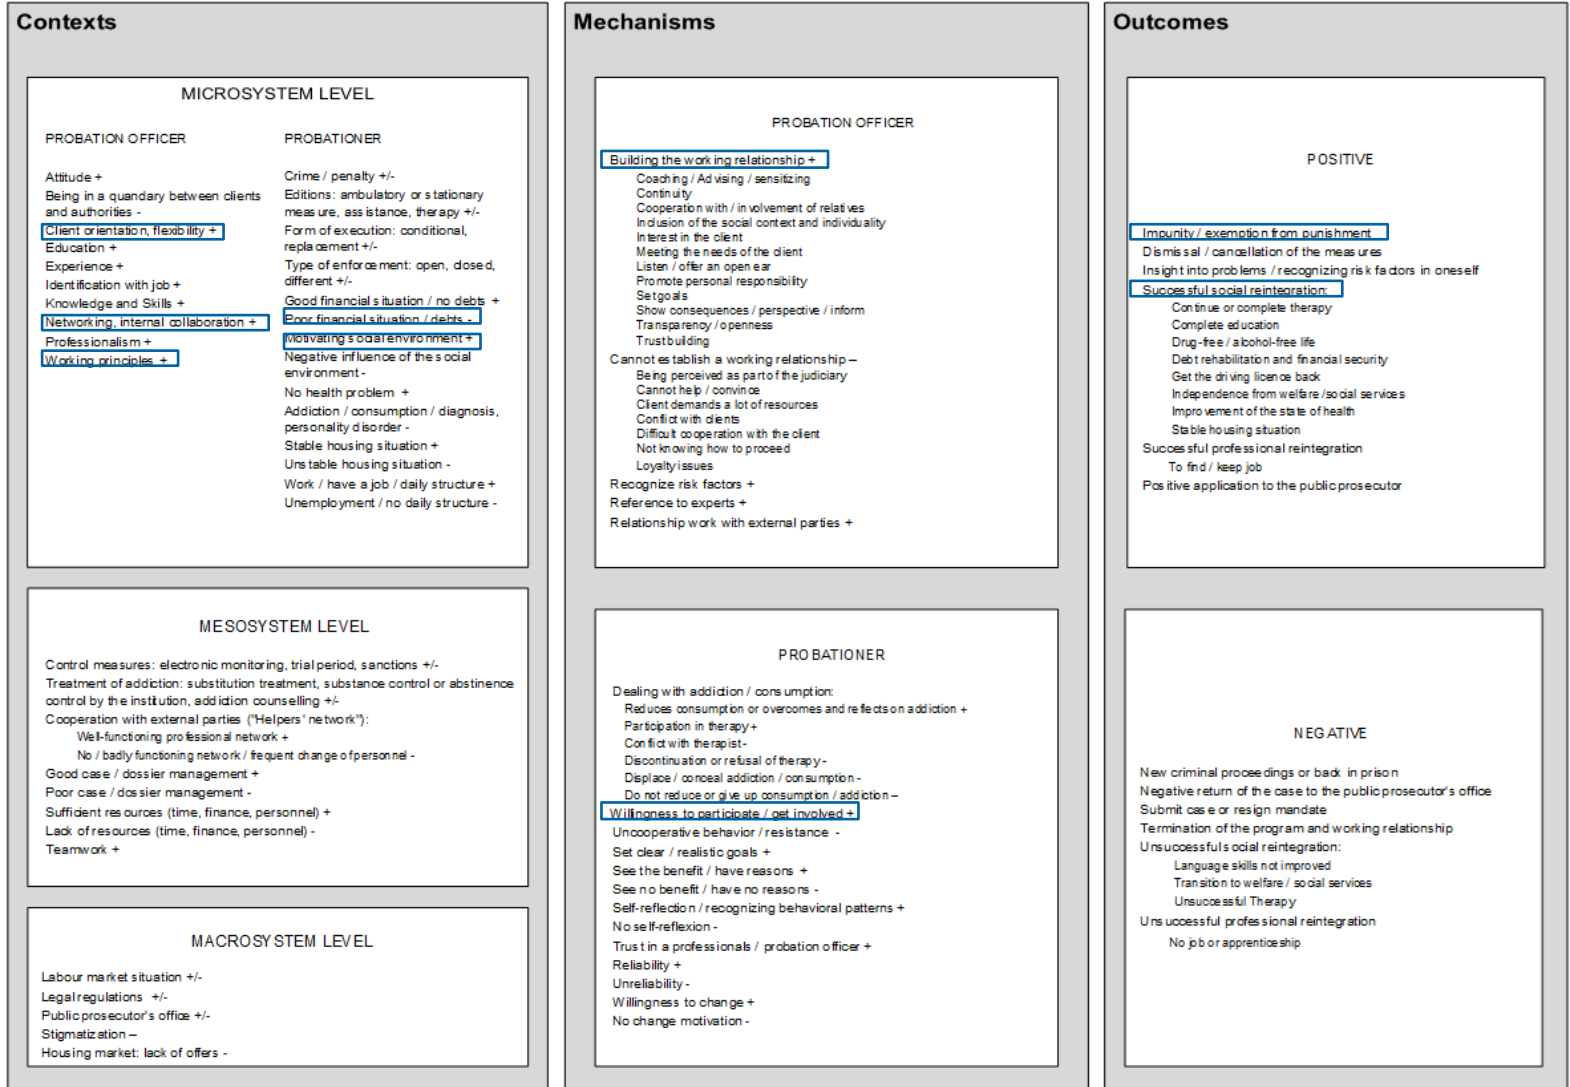 Contexts
MICROSYSTEM LEVEL
PROBATION OFFICER
Attitude +
Being in a quandary between clients
and authorities -
Client orientation, flexibility +
Education +
Experience +
Identification with job +
Knowledge and Skills +
Networking, internal collaboration +
Professionalism +
Working principles +
PROBATIONER
Crime / penalty +/-
Editions: ambulatory or stationary
measure, assistance, therapy +/-
Form of execution: conditional,
replacement +/-
Type of enforcement: open, closed,
different +/-
Good financial situation / no debts +
Poor financial situation / debts -
Motivating social environment +
Negative influence of the social
environment -
No health problem +
Addiction / consumption / diagnosis,
personality disorder -
Stable housing situation +
Unstable housing situation -
Work / have a job / daily structure +
Unemployment / no daily structure -
MESOSYSTEM LEVEL
Control measures: electronic monitoring, trial period, sanctions +/-
Treatment of addiction: substitution treatment, substance control or abstinence
control by the institution, addiction counselling +/-
Cooperation with external parties ("Helpers' network"):
Well-functioning professional network +
No / badly functioning network / frequent change of personnel -
Good case / dossier management +
Poor case / dossier management -
Sufficient resources (time, finance, personnel) +
Lack of resources (time, finance, personnel) -
Teamwork +
MACROSYSTEM LEVEL
Labour market situation +/-
Legal regulations +/-
Public prosecutor's office +/-
Stigmatization –
Housing market: lack of offers -
Mechanisms
PROBATION OFFICER
Building the working relationship +
Coaching / Advising / sensitizing
Continuity
Cooperation with / involvement of relatives
Inclusion of the social context and individuality
Interest in the client
Meeting the needs of the client
Listen / offer an open ear
Promote personal responsibility
Set goals
Show consequences / perspective / inform
Transparency / openness
Trust building
Cannot establish a working relationship –
Being perceived as part of the judiciary
Cannot help / convince
Client demands a lot of resources
Conflict with clients
Difficult cooperation with the client
Not knowing how to proceed
Loyalty issues
Recognize risk factors +
Reference to experts +
Relationship work with external parties +
PROBATIONER
Dealing with addiction / consumption:
Reduces consumption or overcomes and reflects on addiction +
Participation in therapy +
Conflict with therapist -
Discontinuation or refusal of therapy -
Displace / conceal addiction / consumption -
Do not reduce or give up consumption / addiction –
Willingness to participate / get involved +
Uncooperative behavior / resistance -
Set clear / realistic goals +
See the benefit / have reasons +
See no benefit / have no reasons -
Self-reflection / recognizing behavioral patterns +
No self-reflexion -
Trust in a professionals / probation officer +
Reliability +
Unreliability -
Willingness to change +
No change motivation -
Outcomes
POSITIVE
Impunity / exemption from punishment
Dismissal / cancellation of the measures
Insight into problems / recognizing risk factors in oneself
Successful social reintegration:
Continue or complete therapy
Complete education
Drug-free / alcohol-free life
Debt rehabilitation and financial security
Get the driving licence back
Independence from welfare /social services
Improvement of the state of health
Stable housing situation
Successful professional reintegration
To find / keep job
Positive application to the public prosecutor
NEGATIVE
New criminal proceedings or back in prison
Negative return of the case to the public prosecutor's office
Submit case or resign mandate
Termination of the program and working relationship
Unsuccessful social reintegration:
Language skills not improved
Transition to welfare / social services
Unsuccessful Therapy
Unsuccessful professional reintegration
No job or apprenticeship